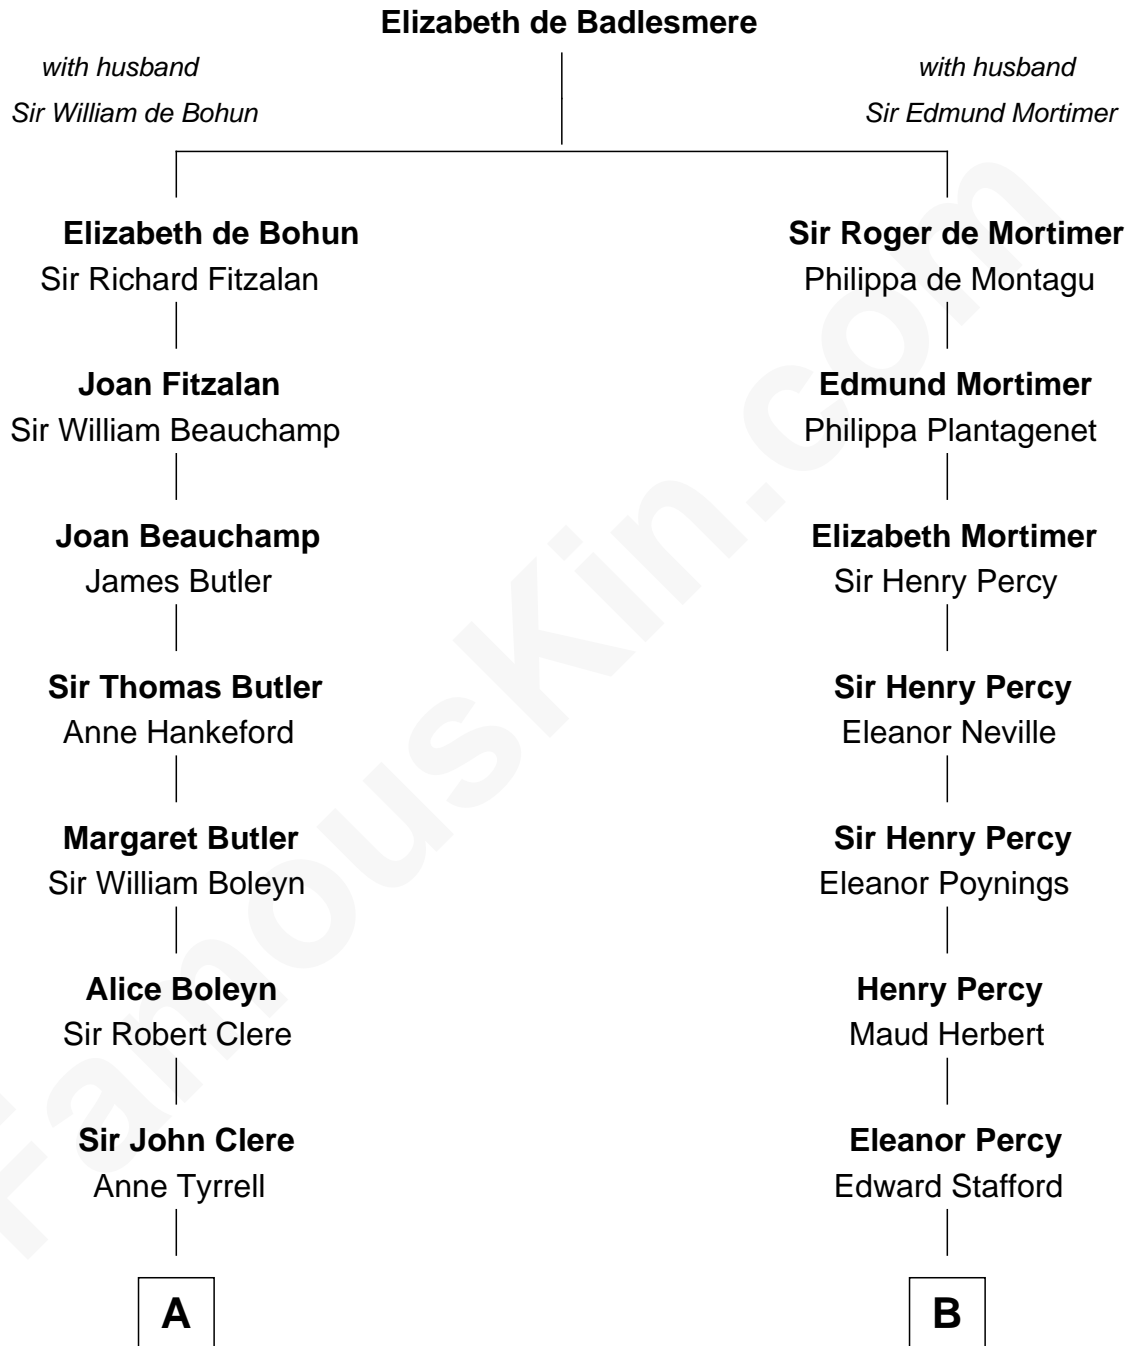 Elizabeth de Badlesmere
with husband
Sir William de Bohun
with husband
Sir Edmund Mortimer
Elizabeth de Bohun
Sir Richard Fitzalan
Sir Roger de Mortimer
Philippa de Montagu
Joan Fitzalan
Sir William Beauchamp
Edmund Mortimer
Philippa Plantagenet
Joan Beauchamp
James Butler
Elizabeth Mortimer
Sir Henry Percy
Sir Thomas Butler
Anne Hankeford
Sir Henry Percy
Eleanor Neville
Margaret Butler
Sir William Boleyn
Sir Henry Percy
Eleanor Poynings
Alice Boleyn
Sir Robert Clere
Henry Percy
Maud Herbert
Sir John Clere
Anne Tyrrell
Eleanor Percy
Edward Stafford
A
B
FamousKin.com